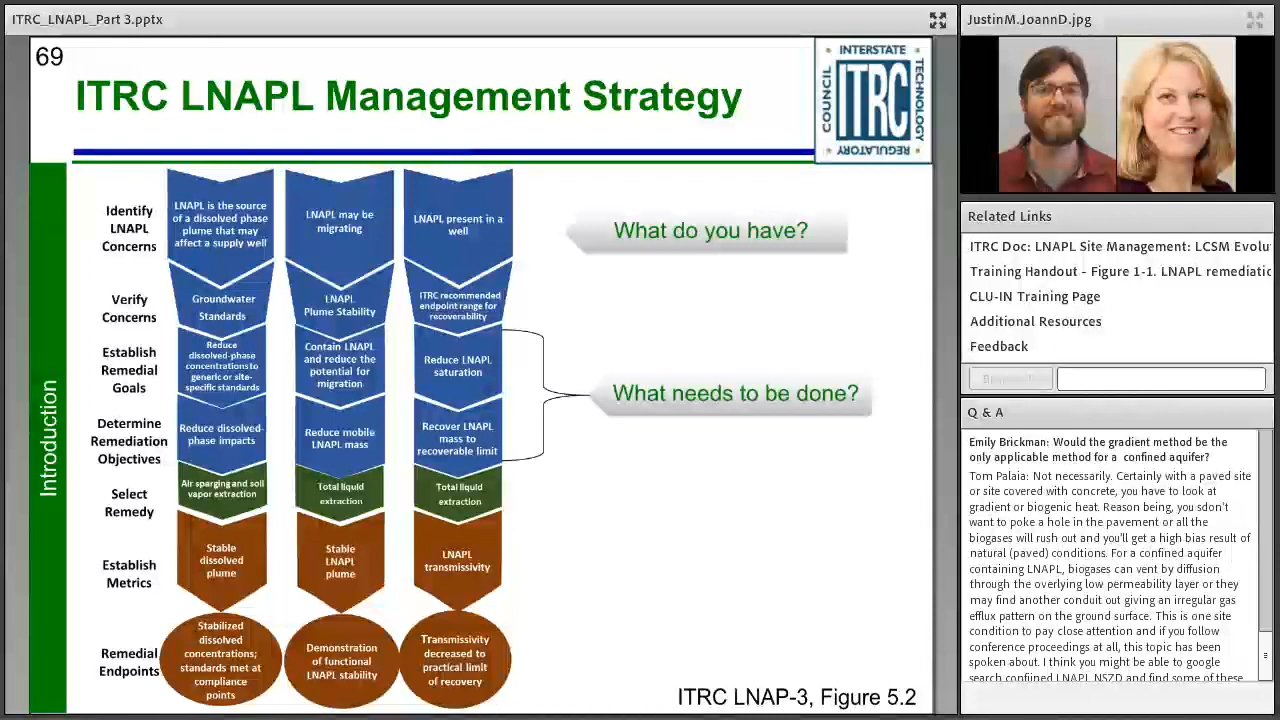 ITRC_LNAPL_Part 3.pptx
69
ITRC LNAPL Management Strategy
INTERSTATE
COUNCIL
ITRC
TECHNOLOGY
REGULATORY
Introduction
Identify
LNAPL
Concerns
LNAPL is the source
of a dissolved phase
plume that may
affect a supply well
LNAPL may be
migrating
LNAPL present in a
well
What do you have?
Verify
Concerns
Groundwater
Standards
LNAPL
Plume Stability
ITRC recommended
endpoint range for
recoverability
Establish
Remedial
Goals
Reduce
dissolved-phase
concentrations to
generic or site-
specific standards
Contain LNAPL
and reduce the
potential for
migration
Reduce LNAPL
saturation
What needs to be done?
Determine
Remediation
Objectives
Reduce dissolved-
phase impacts
Reduce mobile
LNAPL mass
Recover LNAPL
mass to
recoverable limit
Select
Remedy
Air sparging and soil
vapor extraction
Total liquid
extraction
Total liquid
extraction
Establish
Metrics
Stable
dissolved
plume
Stable
LNAPL
plume
LNAPL
transmissivity
Remedial
Endpoints
Stabilized
dissolved
concentrations;
standards met at
compliance
points
Demonstration
of functional
LNAPL stability
Transmissivity
decreased to
practical limit
of recovery
ITRC LNAP-3, Figure 5.2
JustinM.JoannD.jpg
Related Links
ITRC Doc: LNAPL Site Management: LCSM Evolu
Training Handout - Figure 1-1. LNAPL remediatic
CLU-IN Training Page
Additional Resources
Feedback
Q & A
Emily Brickman: Would the gradient method be the
only applicable method for a confined aquifer?
Tom Palaia: Not necessarily. Certainly with a paved site
or site covered with concrete, you have to look at
gradient or biogenic heat. Reason being, you sdon't
want to poke a hole in the pavement or all the
biogases will rush out and you'll get a high bias result of
natural (paved) conditions. For a confined aquifer
containing LNAPL, biogases can vent by diffusion
through the overlying low permeability layer or they
may find another conduit out giving an irregular gas
efflux pattern on the ground surface. This is one site
condition to pay close attention and if you follow
conference proceedings at all, this topic has been
spoken about. I think you might be able to google
search confined LNAPL NSZD and find some of these